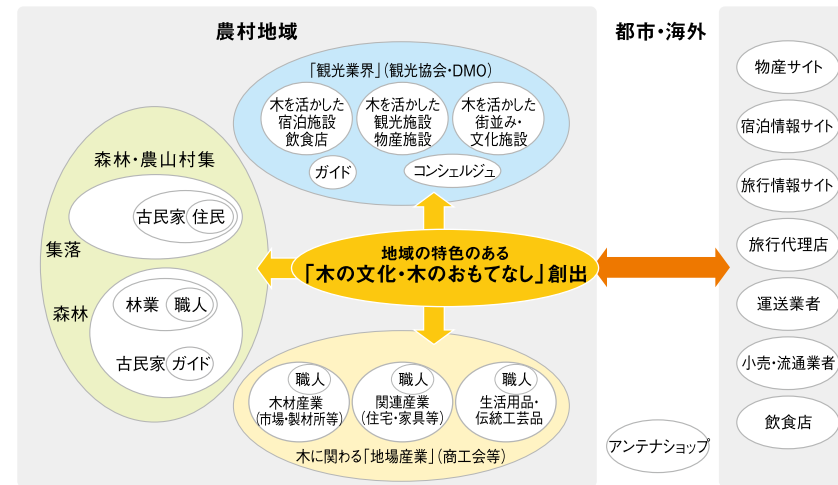 農村地域
都市・海外
「観光業界」(観光協会・DMO)
木を活かした
宿泊施設
飲食店
木を活かした
観光施設
物産施設
木を活かした
街並み・
文化施設
ガイド
コンシェルジュ
森林・農山村集
古民家
住民
集落
森林
林業
職人
古民家
ガイド
地域の特色のある
「木の文化・木のおもてなし」創出
職人
木材産業
(市場・製材所等)
職人
関連産業
(住宅・家具等)
職人
生活用品・
伝統工芸品
木に関わる「地場産業」(商工会等)
アンテナショップ
物産サイト
宿泊情報サイト
旅行情報サイト
旅行代理店
運送業者
小売・流通業者
飲食店